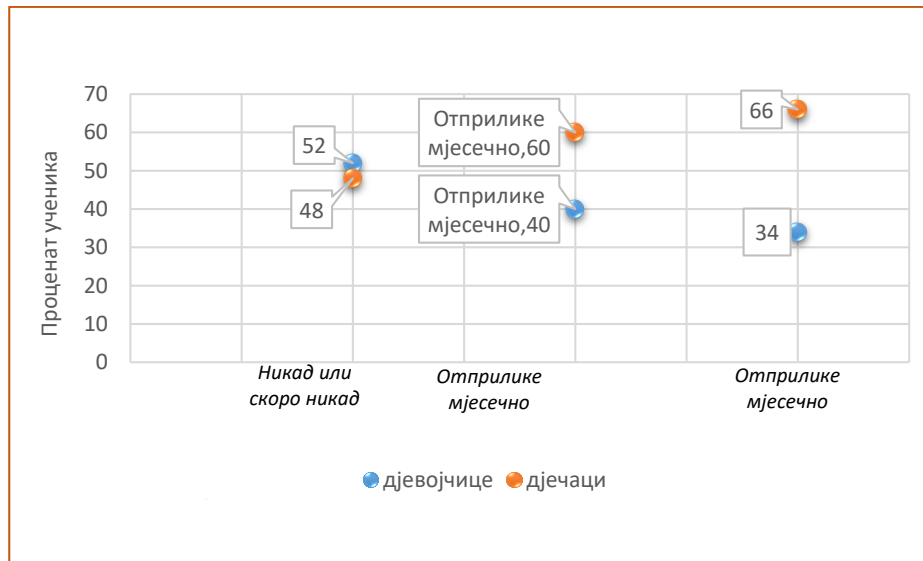 Проценат ученика
70
60
50
40
30
20
10
0
52
48
Отприлике
мјесечно,60
Отприлике
мјесечно,40
66
34
Никад или
скоро никад
Отприлике
мјесечно
Отприлике
мјесечно
дјевојчице дјечаци